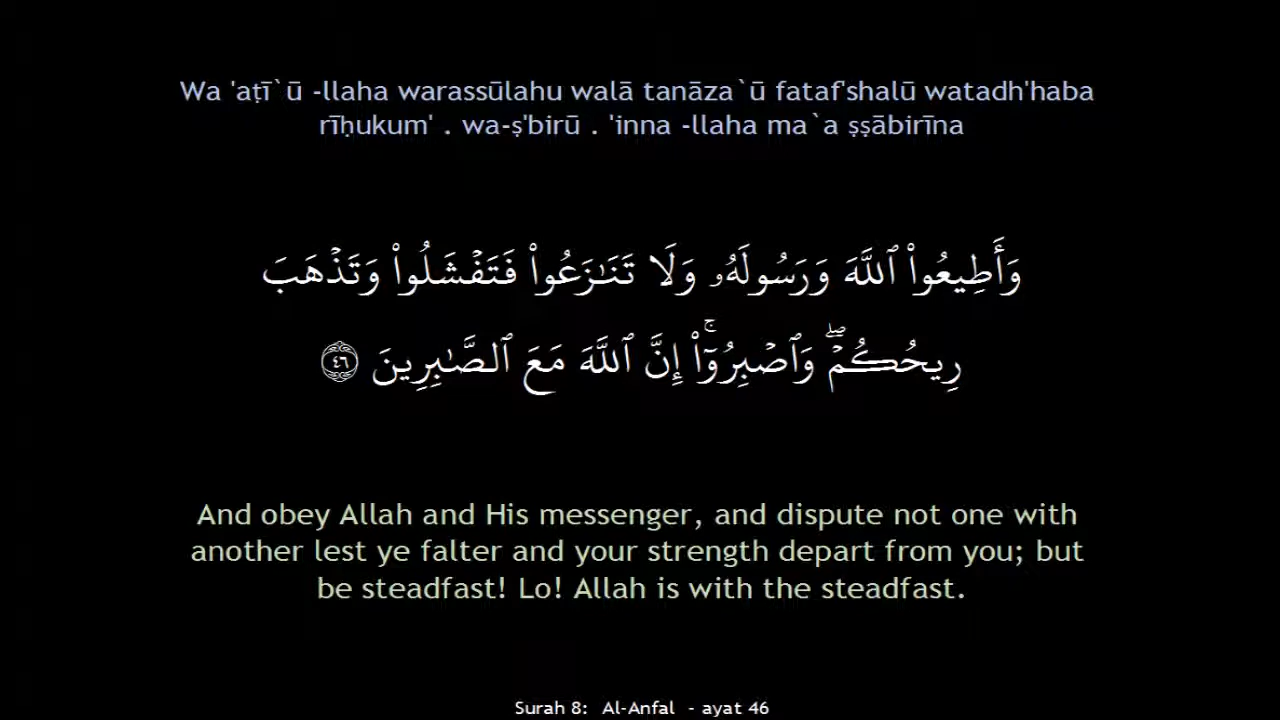 Wa 'aṭī`ū -llaha warassūlahu walā tanāza`ū fataf'shalū watadh'haba
rīḥukum' . wa-ṣ'birū . 'inna -llaha ma`a ṣṣābirīna
وَأَطِيعُوا۟ ٱللَّهَ وَرَسُولَهُۥ وَلَا تَنَـٰزَعُوا۟ فَتَفْشَلُوا۟ وَتَذْهَبَ
رِيحُكُمْ ۖ وَٱصْبِرُوٓا۟ ۚ إِنَّ ٱللَّهَ مَعَ ٱلصَّـٰبِرِينَ ٤٦
And obey Allah and His messenger, and dispute not one with
another lest ye falter and your strength depart from you; but
be steadfast! Lo! Allah is with the steadfast.
Surah 8: Al-Anfal - ayat 46